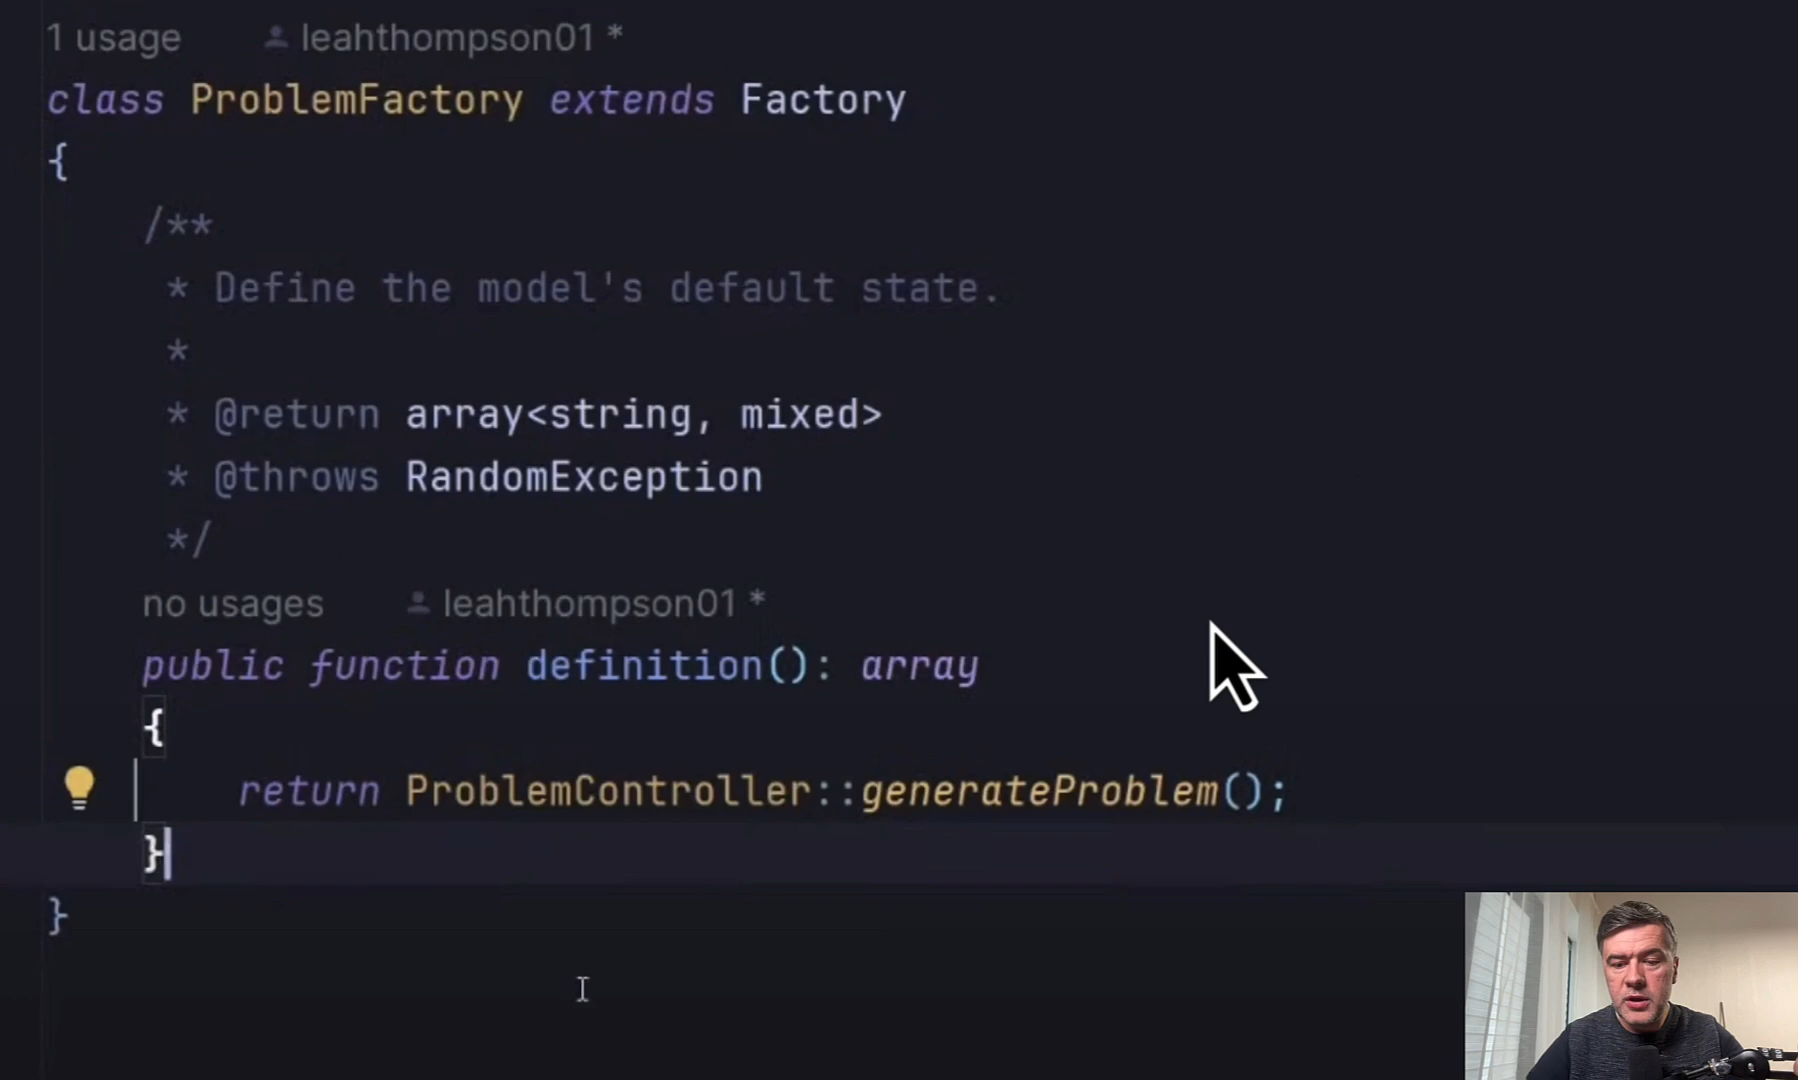 1 usage leahthompson01 *
class ProblemFactory extends Factory
{
/**
* Define the model's default state.
*
* @return array<string, mixed>
* @throws RandomException
*/
no usages leahthompson01 *
public function definition(): array
{
return ProblemController::generateProblem();
}
}